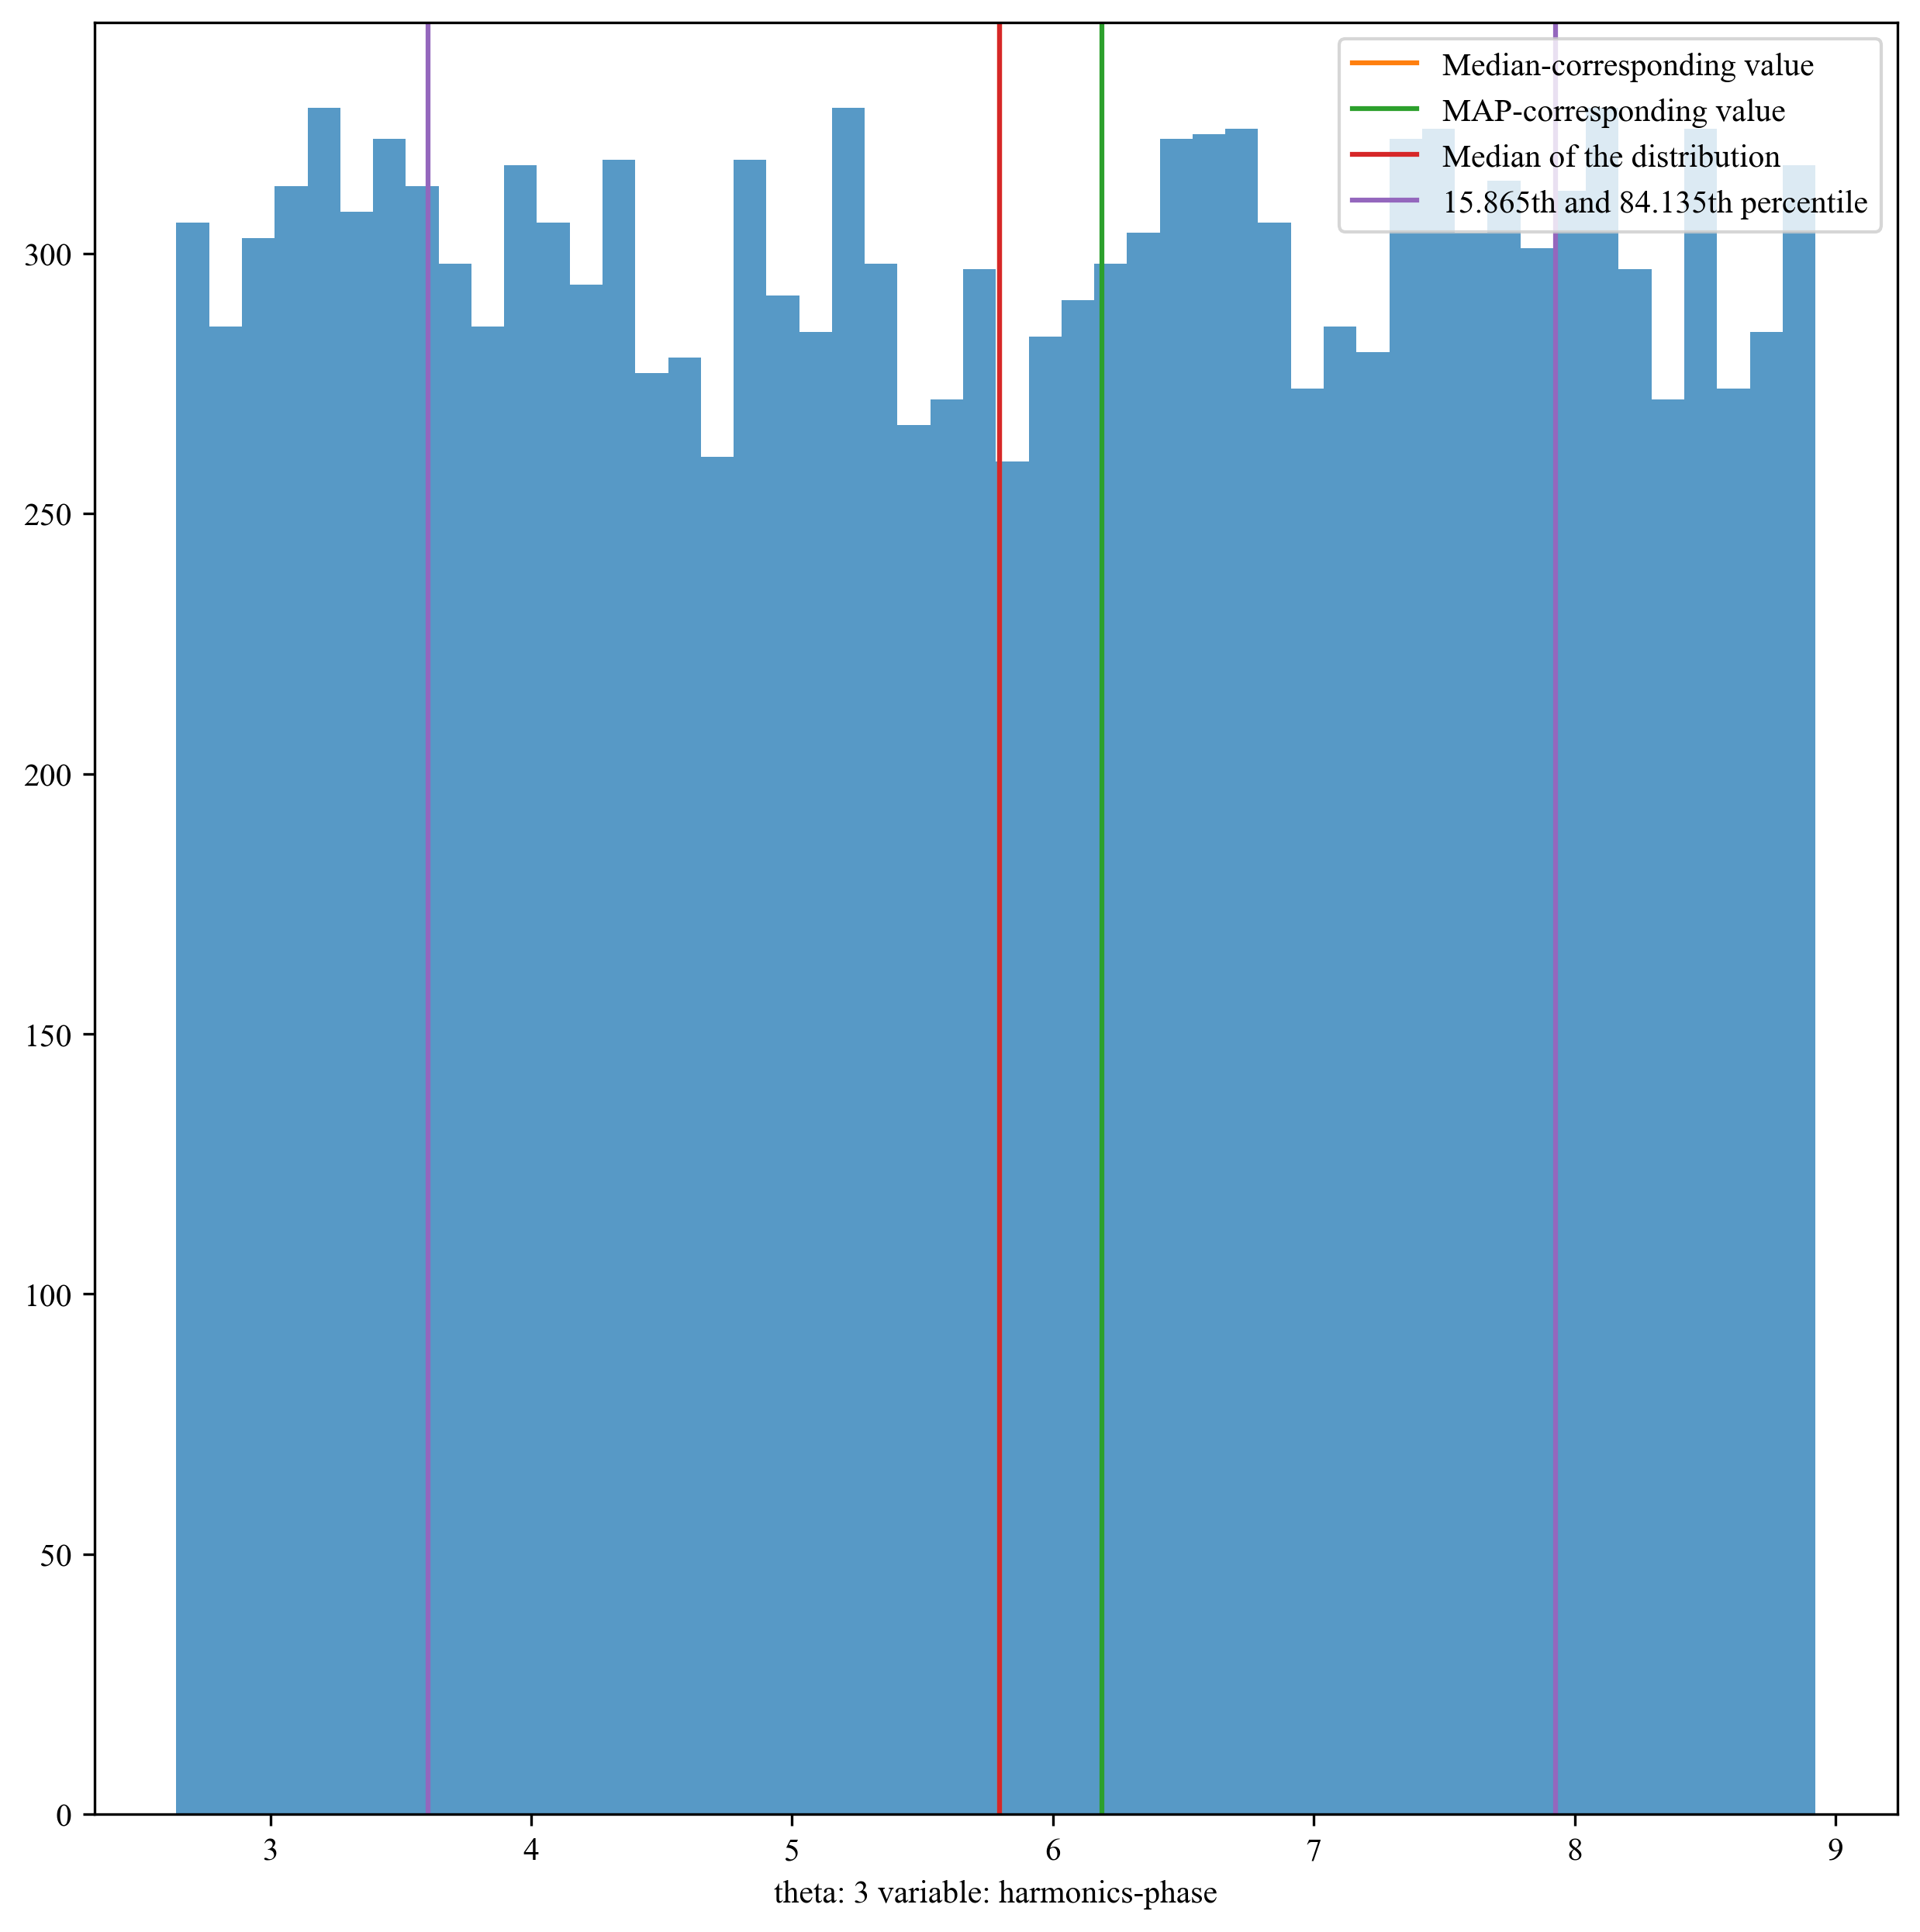 Median-corresponding value
MAP-corresponding value
Median of the distribution
15.865th and 84.135th percentile
300
250
200
150
100
50
0
3 4 5 6 7 8 9
theta: 3 variable: harmonics-phase